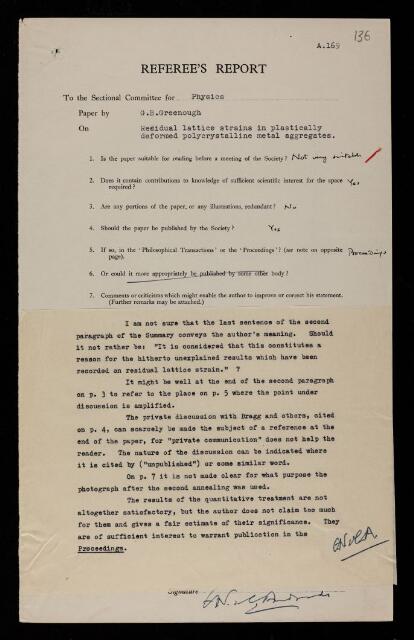 136
A.169
REFEREE'S REPORT
To the Sectional Committee for Physics
Paper by G.B.Greenough
On Residual lattice strains in plastically
deformed polycrystalline metal aggregates.
1. Is the paper suitable for reading before a meeting of the Society? Not very suitable
2. Does it contain contributions to knowledge of sufficient scientific interest for the space Yes
required?
3. Are any portions of the paper, or any illustrations, redundant? No
4. Should the paper be published by the Society? Yes
5. If so, in the 'Philosophical Transactions' or the 'Proceedings'? (see note on opposite Proceedings
page).
6. Or could it more appropriately be published by some other body?
7. Comments or criticisms which might enable the author to improve or correct his statement.
(Further remarks may be attached.)
I am not sure that the last sentence of the second
paragraph of the Summary conveys the author's meaning. Should
it not rather be: "It is considered that this constitutes a
reason for the hitherto unexplained results which have been
recorded on residual lattice strain." ?
It might be well at the end of the second paragraph
on p. 3 to refer to the place on p. 5 where the point under
discussion is amplified.
The private discussion with Bragg and others, cited
on p. 4, can scarcely be made the subject of a reference at the
end of the paper, for "private communication" does not help the
reader. The nature of the discussion can be indicated where
it is cited by ("unpublished") or some similar word.
On p. 7 it is not made clear for what purpose the
photograph after the second annealing was used.
The results of the quantitative treatment are not
altogether satisfactory, but the author does not claim too much
for them and gives a fair estimate of their significance. They
are of sufficient interest to warrant publication in the
Proceedings.
Signature